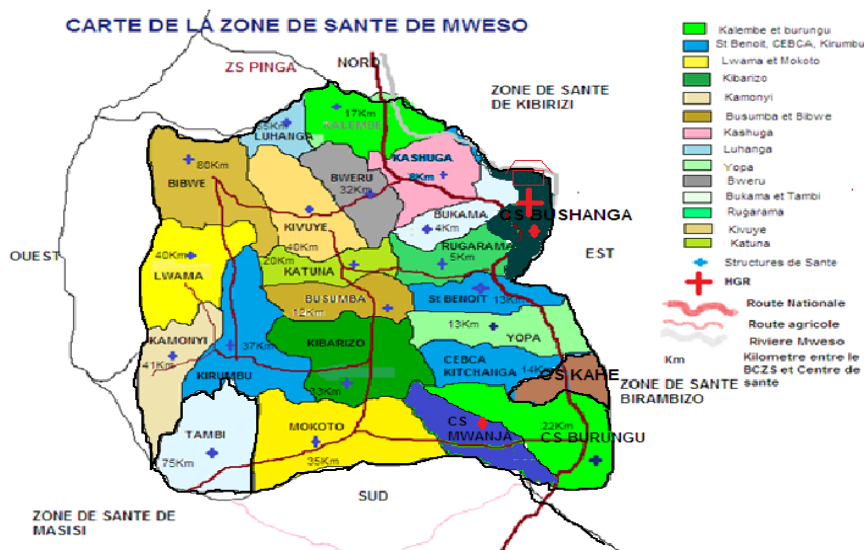 CARTE DE LA ZONE DE SANTE DE MWESO
ZS PINGA
NORD
ZONE DE SANTE
DE KIBIRIZI
17Km
KALEMBE
LUHANGA
KASHUGA
8Km
BWERU
32Km
80Km
BIBWE
BUKAMA
4Km
CS BUSHANGA
KIVUYE
RUGARAMA
5Km
EST
OUEST
40Km
LWAMA
20Km
KATUNA
BUSUMBA
St BENOIT
13Km
13Km
YOPA
KAMONYI
41Km
37Km
KIRUMBU
KIBARIZO
33Km
CEBCA
KITCHANGA
14Km
CS KAHE
ZONE DE SANTE
BIRAMBIZO
TAMBI
75Km
MOKOTO
35Km
CS
MWANJA
22Km
CS BURUNGU
SUD
ZONE DE SANTE DE
MASISI
Kalembe et burungu
St Benoit, CEBCA, Kirumbu
Lwama et Mokoto
Kibarizo
Kamonyi
Busumba et Bibwe
Kashuga
Luhanga
Yopa
Bweru
Bukama et Tambi
Rugarama
Kivuye
Katuna
Structures de Sante
HGR
Route Nationale
Route agricole
Riviere Mweso
Km
Kilometre entre le
BCZS et Centre de
sante